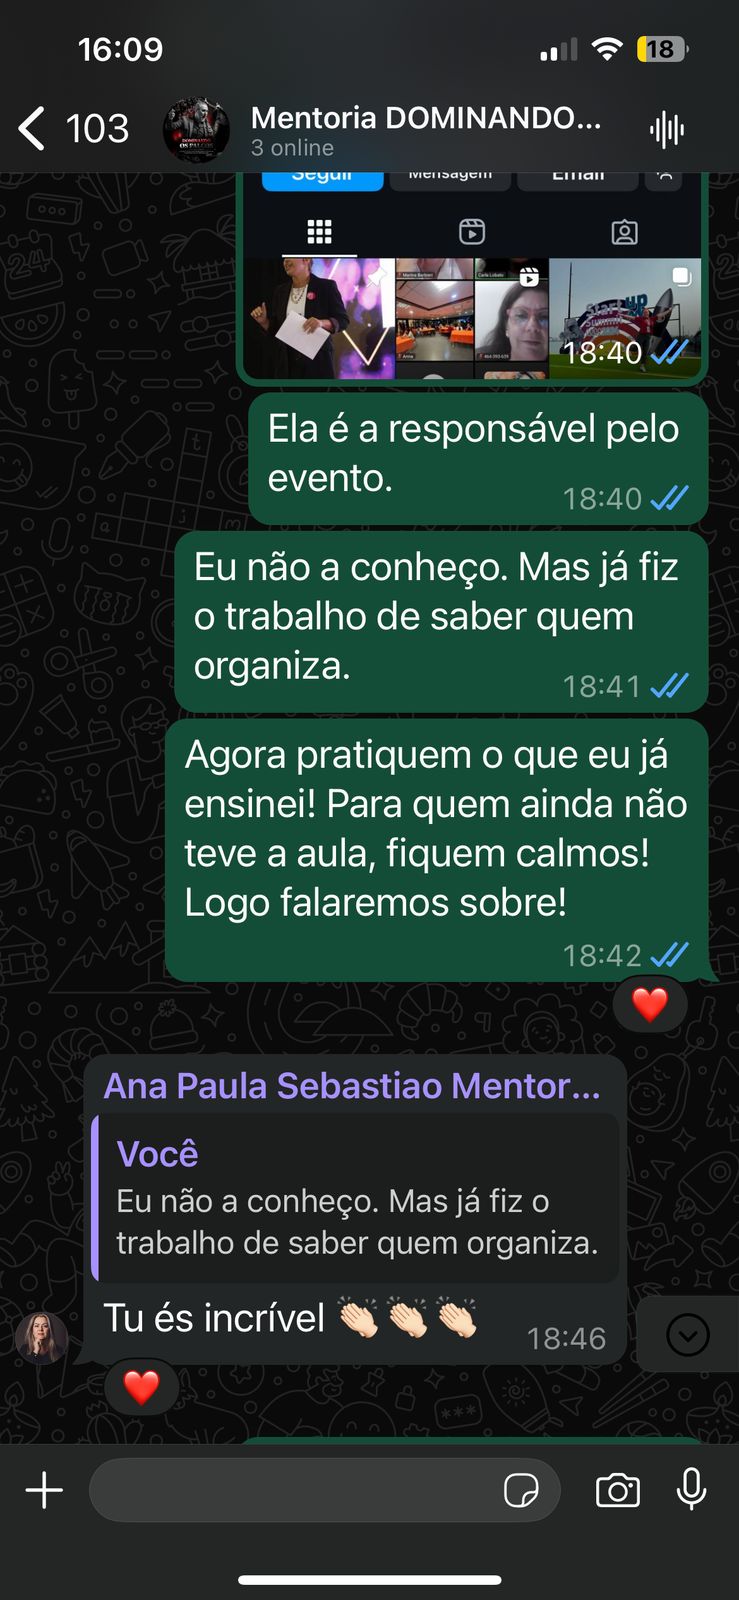 16:09
18
103
Mentoria DOMINANDO...
3 online
Seguir
Mensagem
Email
18:40
Ela é a responsável pelo
evento.
18:40
Eu não a conheço. Mas já fiz
o trabalho de saber quem
organiza.
18:41
Agora pratiquem o que eu já
ensinei! Para quem ainda não
teve a aula, fiquem calmos!
Logo falaremos sobre!
18:42
Ana Paula Sebastiao Mentor...
Você
Eu não a conheço. Mas já fiz o
trabalho de saber quem organiza.
Tu és incrível 👏🏻👏🏻👏🏻
18:46